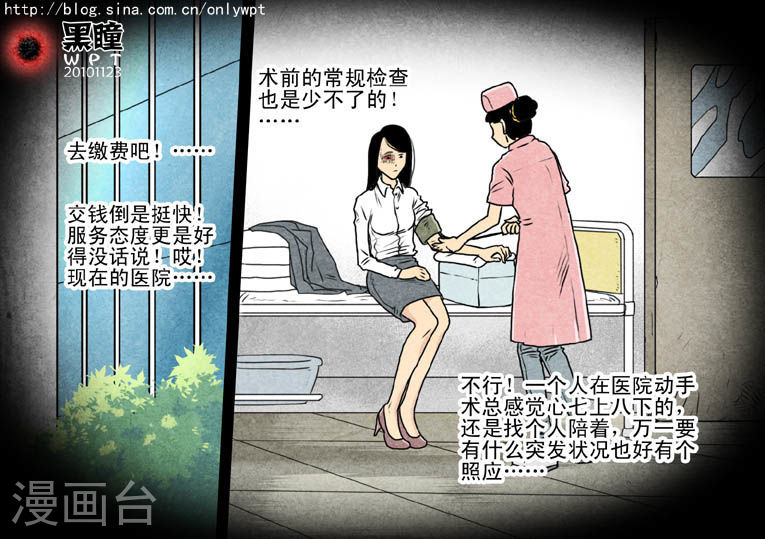 http://blog.sina.com.cn/onlywpt
黑瞳
WPT
20101123
去缴费吧！……
交钱倒是挺快！
服务态度更是好
得没话说！哎！
现在的医院……
术前的常规检查
也是少不了的！
……
不行！一个人在医院动手
术总感觉心七上八下的，
还是找个人陪着，万一要
有什么突发状况也好有个
照应……
漫画台